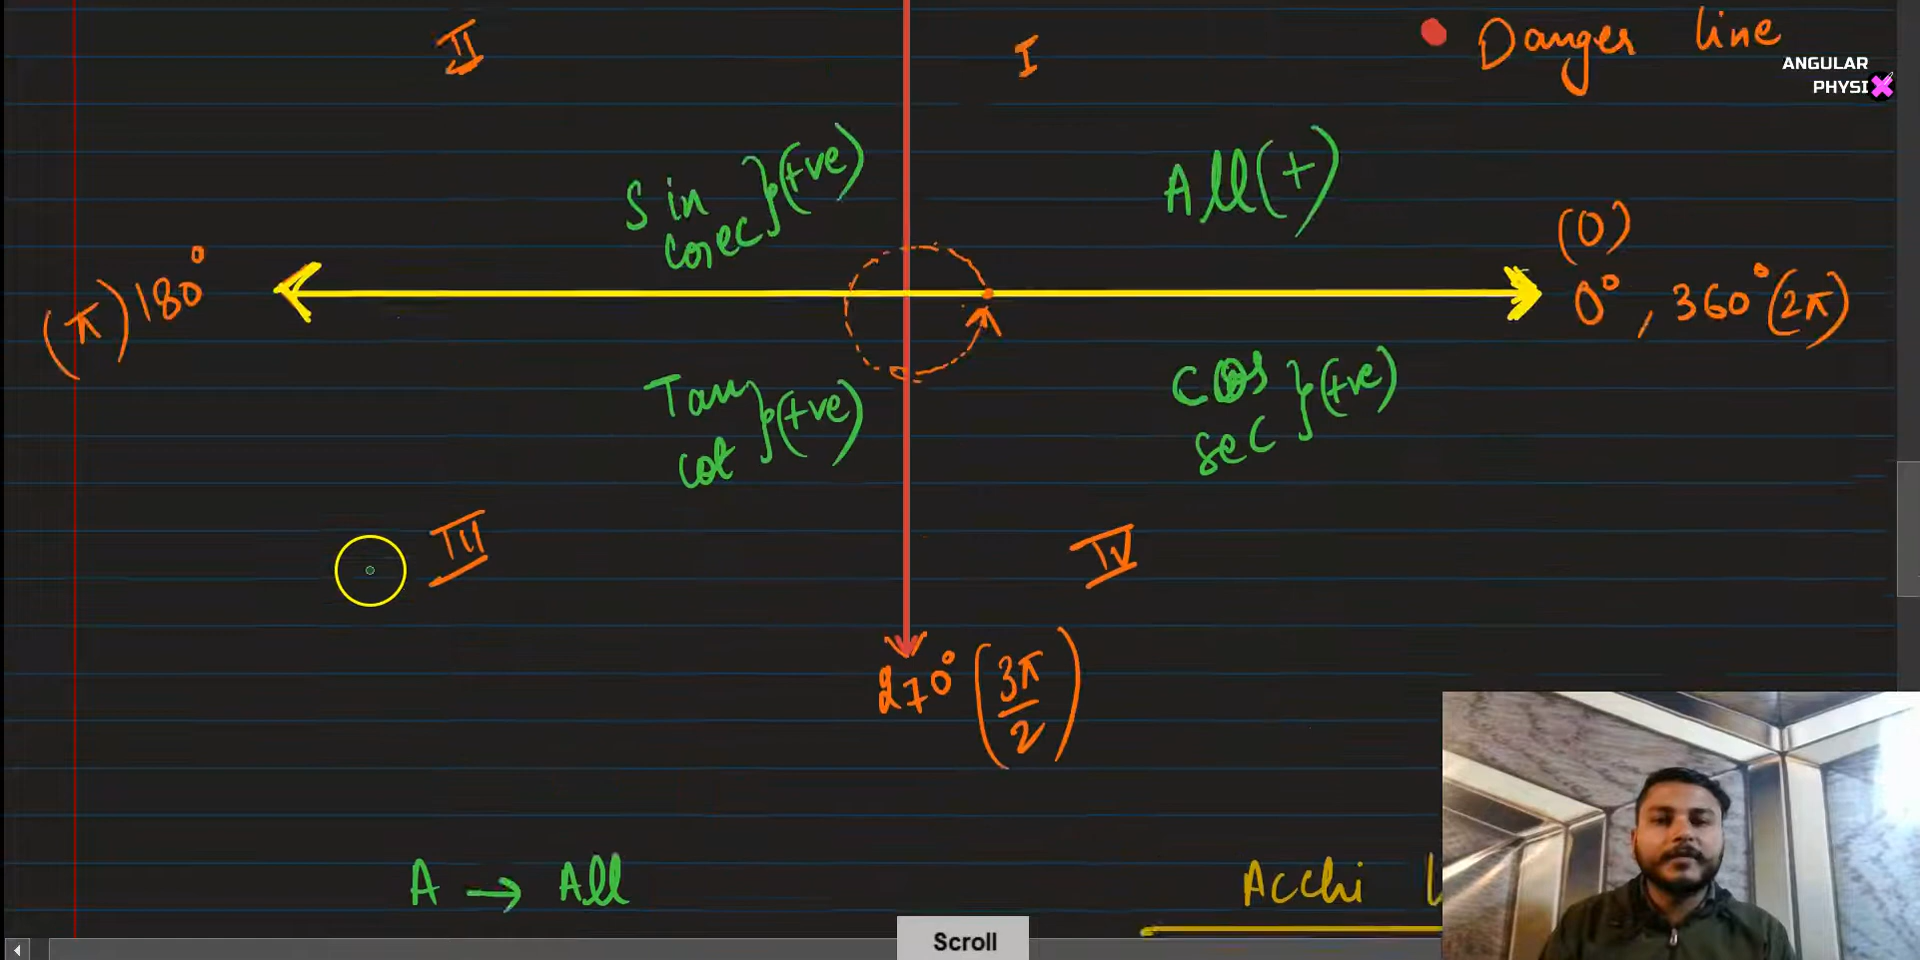 II
I
Danger line
ANGULAR
PHYSI
Sin
cosec } (+ve)
All (+)
(π) 180°
(0)
0°, 360° (2π)
Tan
cot } (+ve)
cos
sec } (+ve)
III
IV
270° (3π/2)
A → All
Acchi
Scroll